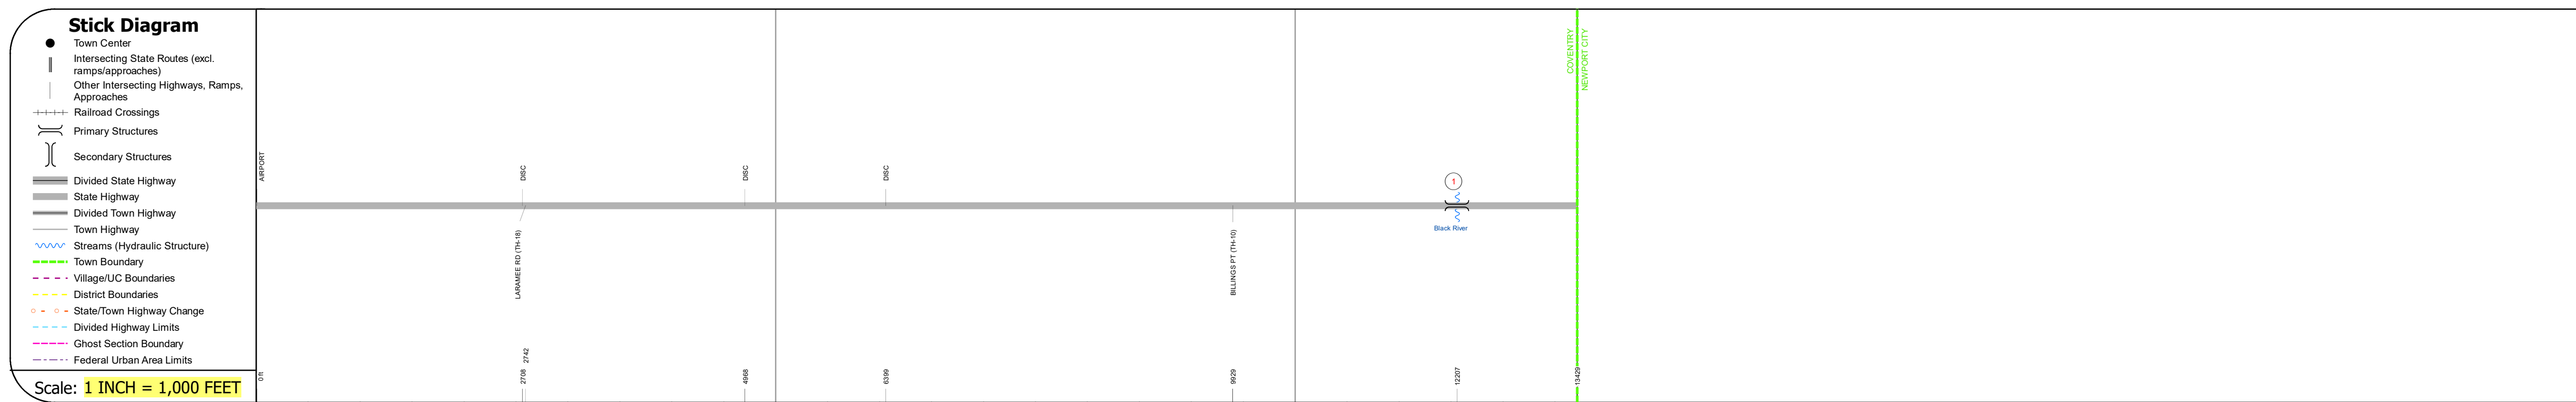 Stick Diagram
Town Center
Intersecting State Routes (excl.
ramps/approaches)
Other Intersecting Highways, Ramps,
Approaches
Railroad Crossings
Primary Structures
Secondary Structures
Divided State Highway
State Highway
Divided Town Highway
Town Highway
Streams (Hydraulic Structure)
Town Boundary
Village/UC Boundaries
District Boundaries
State/Town Highway Change
Divided Highway Limits
Ghost Section Boundary
Federal Urban Area Limits
Scale: 1 INCH = 1,000 FEET
AIRPORT
DISC
DISC
DISC
1
COVENTRY
NEWPORT CITY
LARAMEE RD (TH-18)
BILLINGS PT (TH-10)
Black River
0 ft
2708
2742
4968
6399
9929
12207
13429